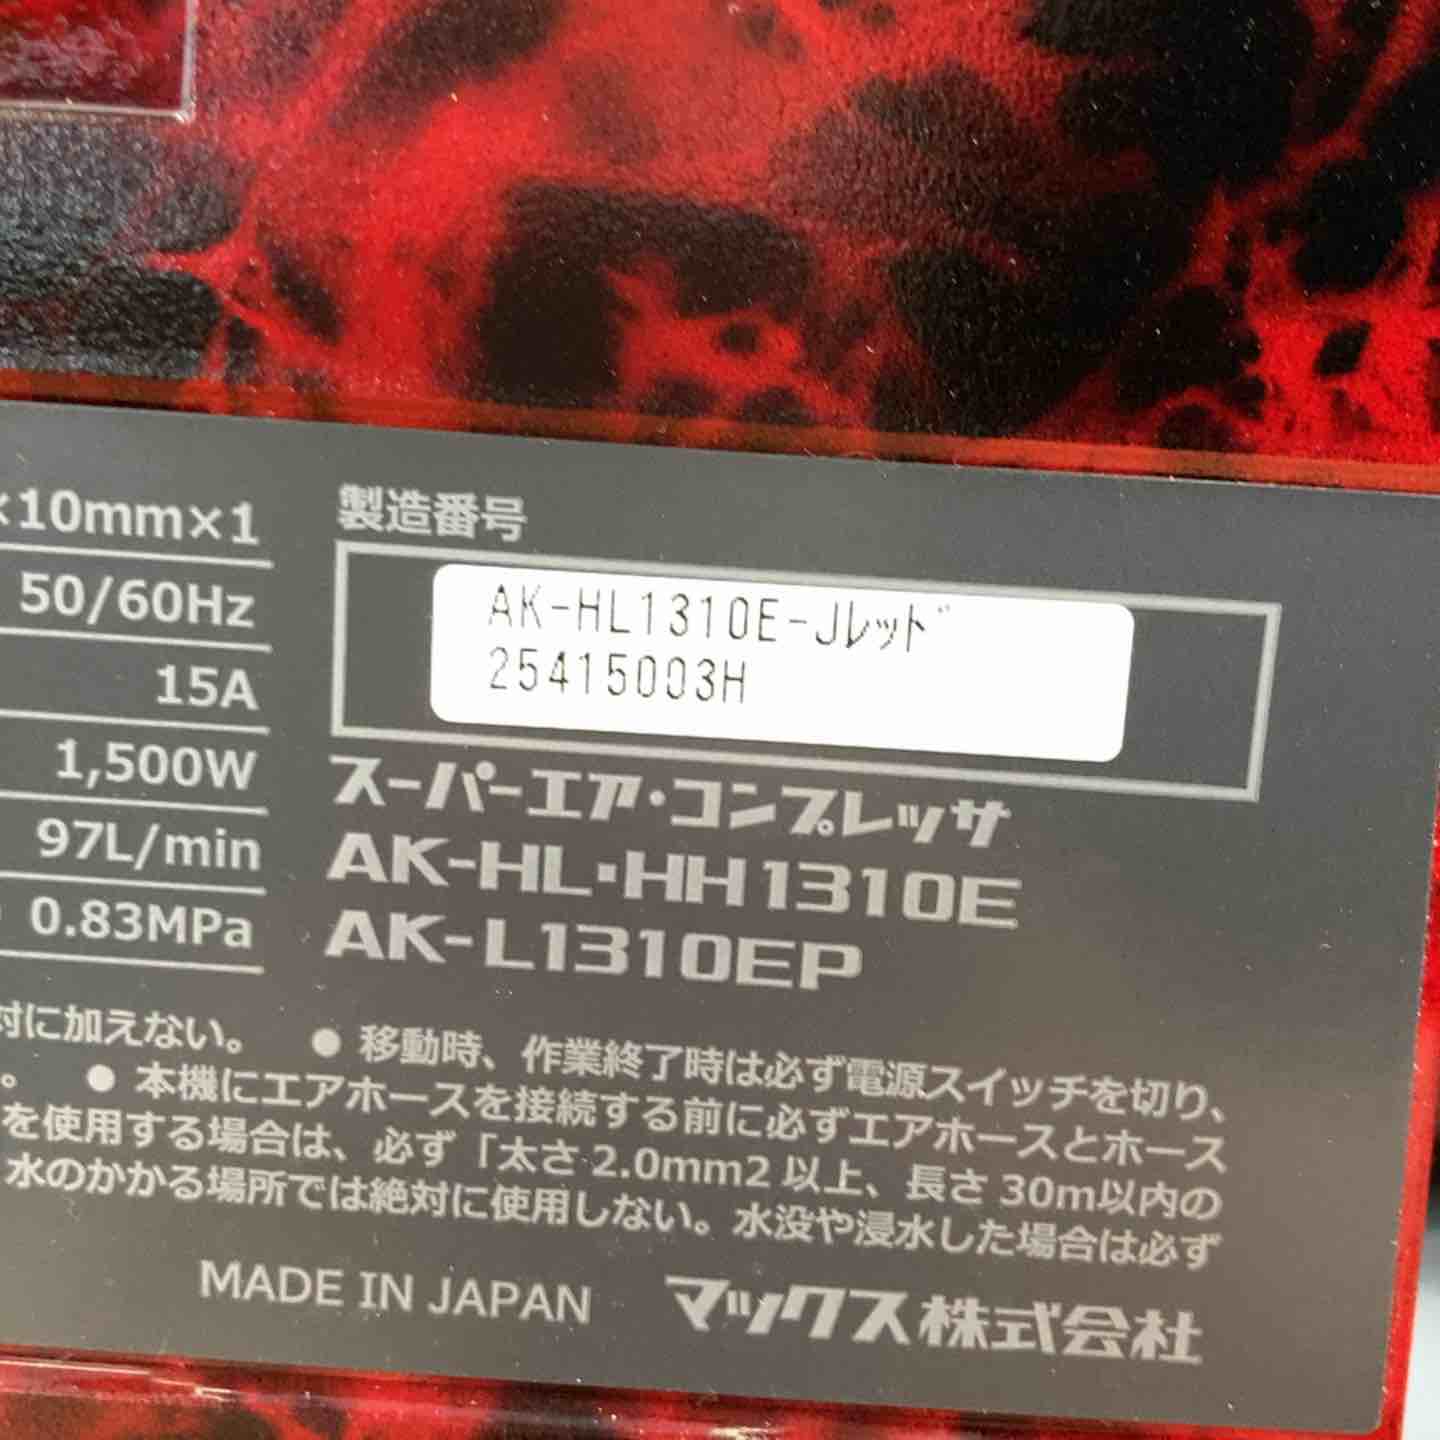 ×10mm×1
50/60Hz
15A
1,500W
97L/min
0.83MPa
製造番号
AK-HL1310E-Jレッド
25415003H
スーパーエア・コンプレッサ
AK-HL・HH1310E
AK-L1310EP
対に加えない。 ● 移動時、作業終了時は必ず電源スイッチを切り、
。 ● 本機にエアホースを接続する前に必ずエアホースとホース
を使用する場合は、必ず「太さ 2.0mm2 以上、長さ 30m以内の
水のかかる場所では絶対に使用しない。水没や浸水した場合は必ず
MADE IN JAPAN マックス株式会社